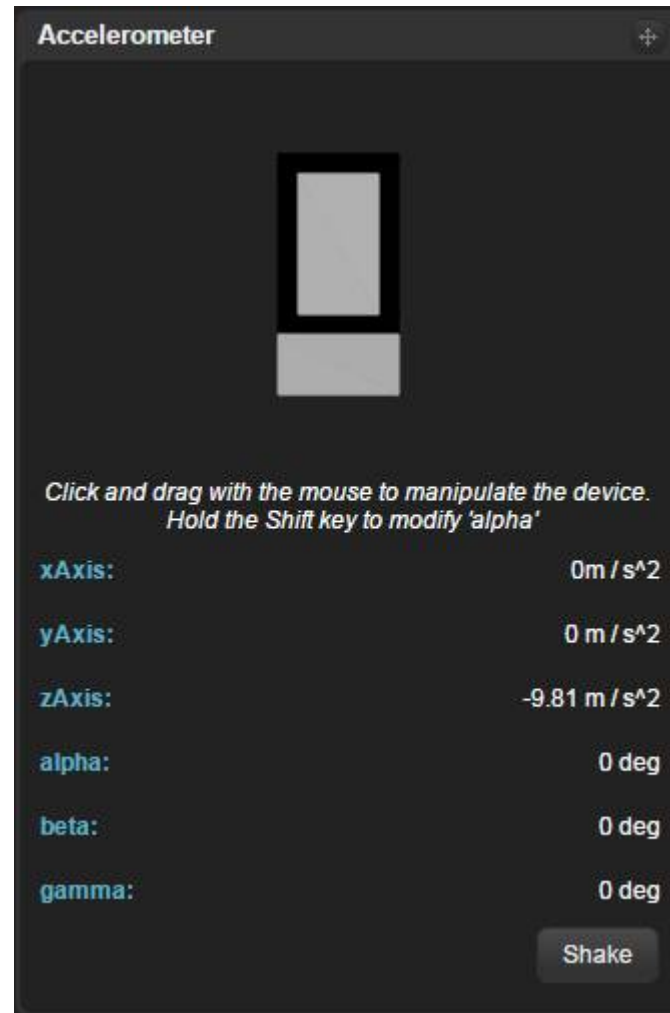 Accelerometer
Click and drag with the mouse to manipulate the device.
Hold the Shift key to modify 'alpha'
xAxis: 0m / s^2
yAxis: 0 m / s^2
zAxis: -9.81 m / s^2
alpha: 0 deg
beta: 0 deg
gamma: 0 deg
Shake